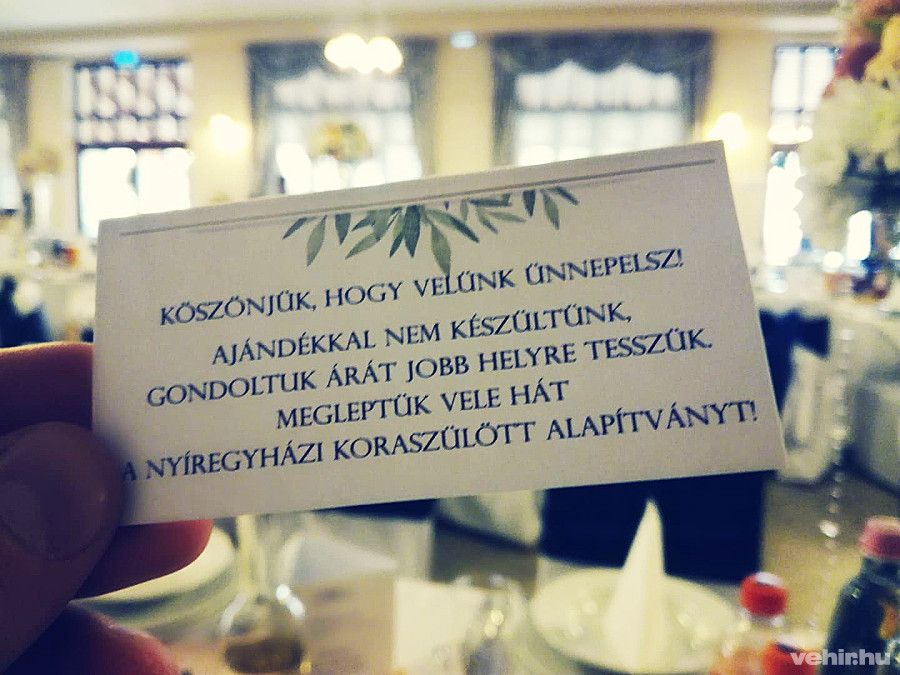 KÖSZÖNJÜK, HOGY VELÜNK ÜNNEPELSZ!
AJÁNDÉKKAL NEM KÉSZÜLTÜNK,
GONDOLTUK ÁRÁT JOBB HELYRE TESSZÜK.
MEGLEPTÜK VELE HÁT
A NYÍREGYHÁZI KORASZÜLÖTT ALAPÍTVÁNYT!
vehir.hu